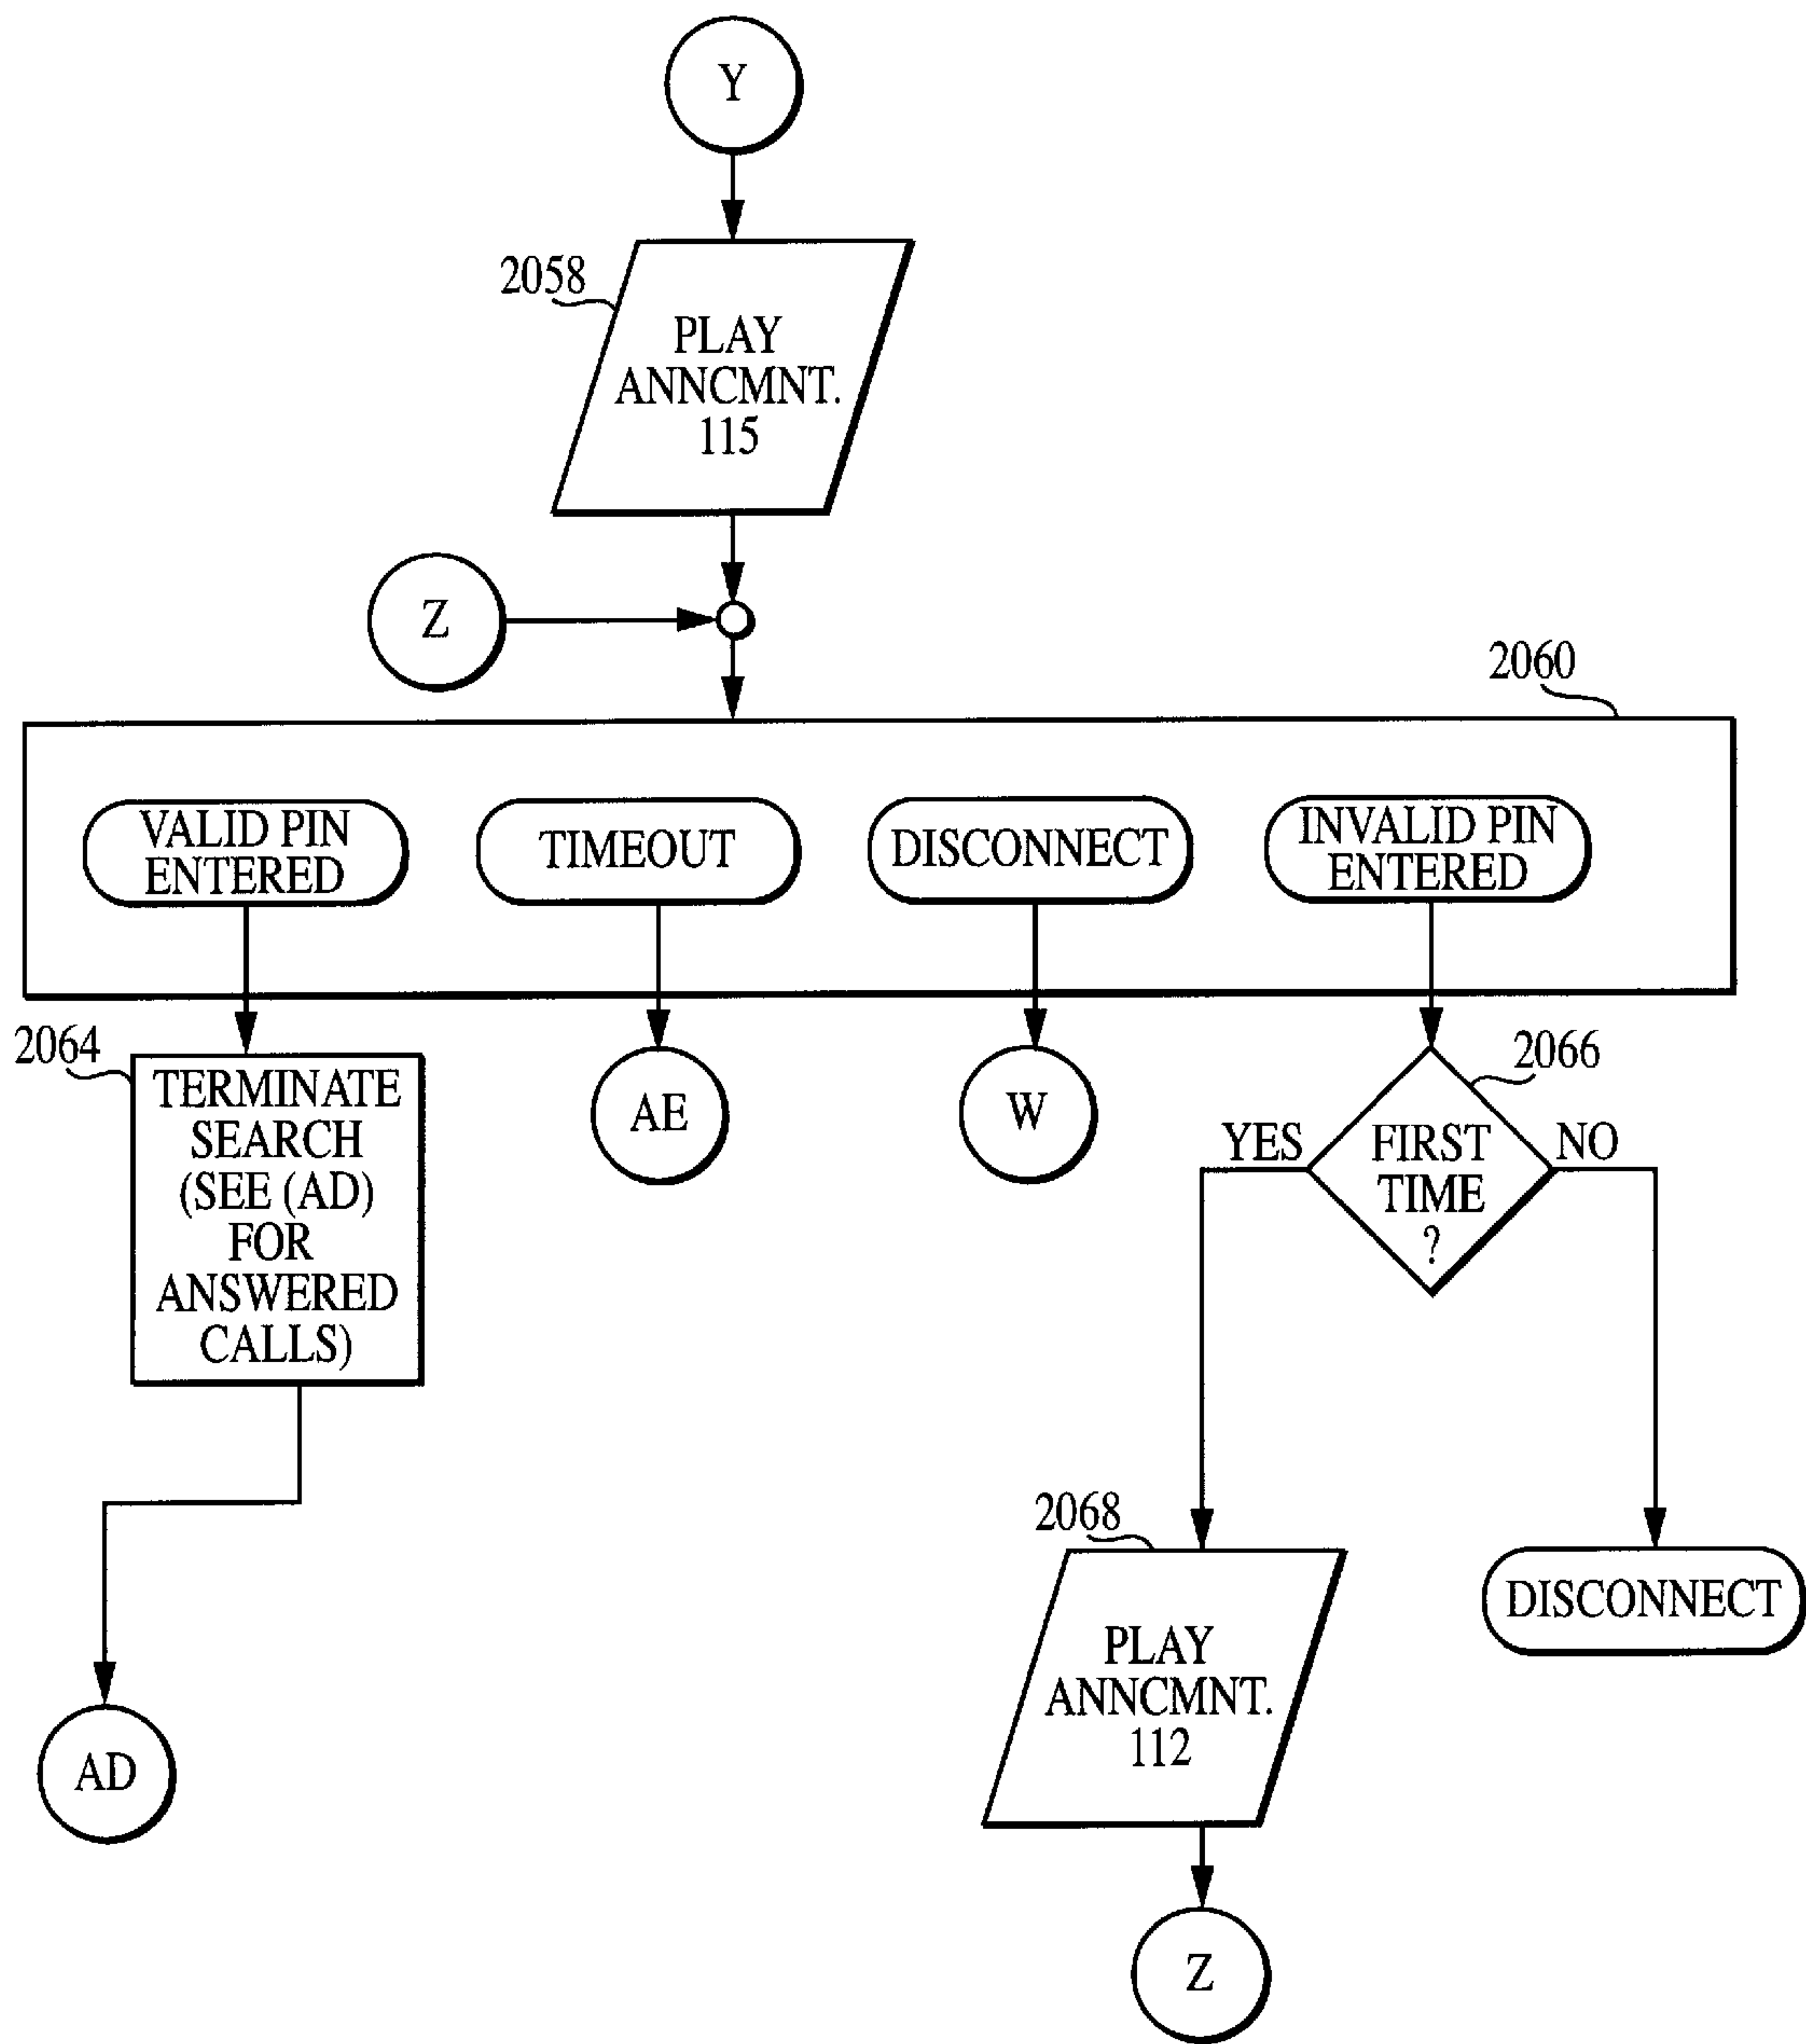 Y
2058
PLAY
ANNCMNT.
115
Z
2060
VALID PIN
ENTERED
TIMEOUT
DISCONNECT
INVALID PIN
ENTERED
2064
TERMINATE
SEARCH
(SEE (AD)
FOR
ANSWERED
CALLS)
AE
W
2066
YES
FIRST
TIME
?
NO
2068
PLAY
ANNCMNT.
112
DISCONNECT
AD
Z